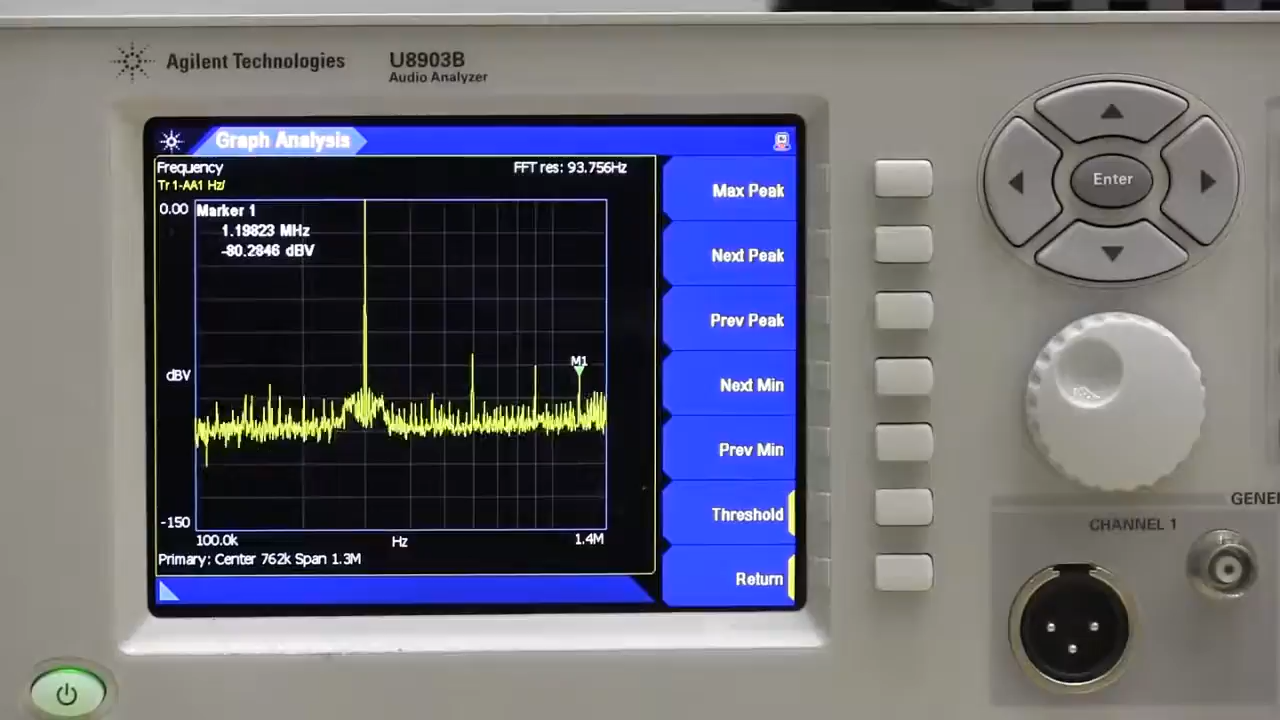 Agilent Technologies
U8903B
Audio Analyzer
Graph Analysis
Frequency
FFT res: 93.756Hz
Tr 1-AA1 Hz/
0.00
Marker 1
1.19823 MHz
-80.2846 dBV
M1
dBV
-150
100.0k
Hz
1.4M
Primary: Center 762k Span 1.3M
Max Peak
Next Peak
Prev Peak
Next Min
Prev Min
Threshold
Return
Enter
GENE
CHANNEL 1